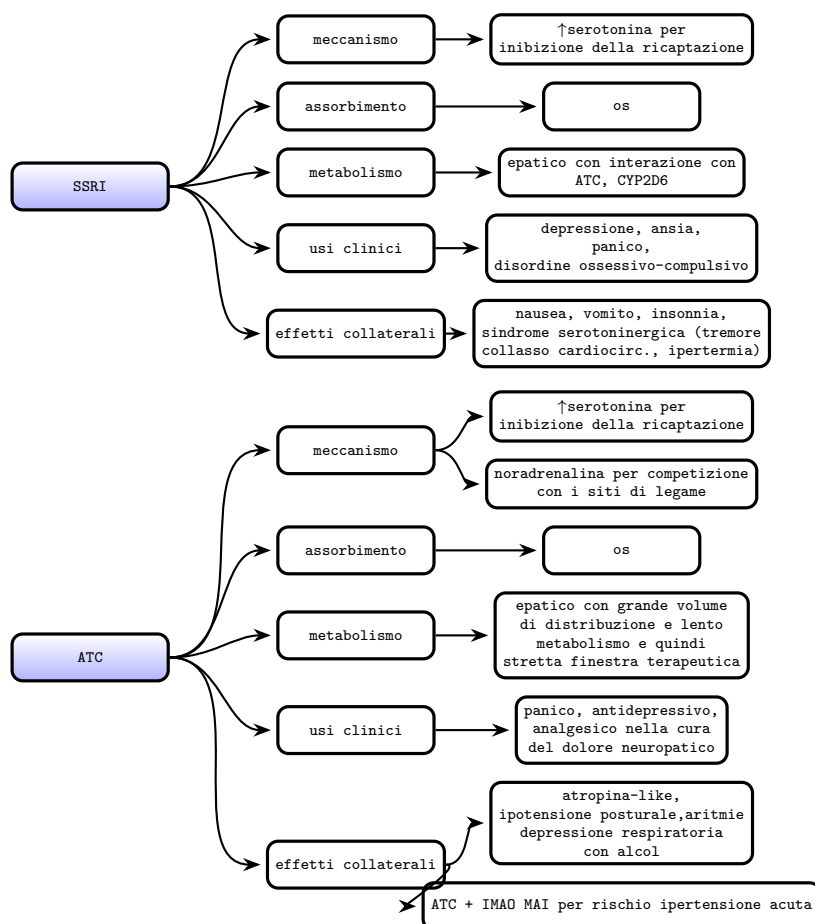 SSRI
meccanismo
↑serotonina per
inibizione della ricaptazione
assorbimento
os
metabolismo
epatico con interazione con
ATC, CYP2D6
usi clinici
depressione, ansia,
panico,
disordine ossessivo-compulsivo
effetti collaterali
nausea, vomito, insonnia,
sindrome serotoninergica (tremore
collasso cardiocirc., ipertermia)
ATC
meccanismo
↑serotonina per
inibizione della ricaptazione
noradrenalina per competizione
con i siti di legame
assorbimento
os
metabolismo
epatico con grande volume
di distribuzione e lento
metabolismo e quindi
stretta finestra terapeutica
usi clinici
panico, antidepressivo,
analgesico nella cura
del dolore neuropatico
effetti collaterali
atropina-like,
ipotensione posturale,aritmie
depressione respiratoria
con alcol
ATC + IMAO MAI per rischio ipertensione acuta